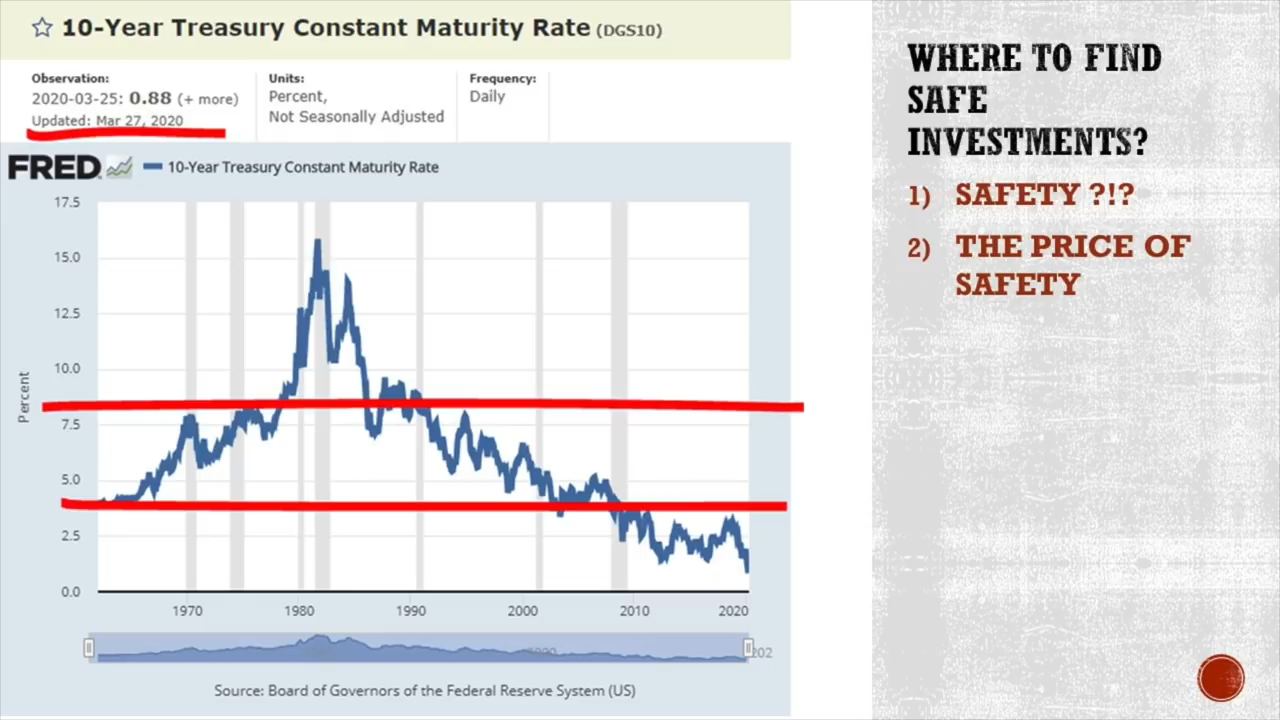 10-Year Treasury Constant Maturity Rate (DGS10)
Observation:
2020-03-25: 0.88 (+ more)
Updated: Mar 27, 2020
Units:
Percent,
Not Seasonally Adjusted
Frequency:
Daily
FRED
10-Year Treasury Constant Maturity Rate
17.5
15.0
12.5
10.0
7.5
5.0
2.5
0.0
Percent
1970 1980 1990 2000 2010 2020
2000 202
Source: Board of Governors of the Federal Reserve System (US)
WHERE TO FIND
SAFE
INVESTMENTS?
1) SAFETY ?!?
2) THE PRICE OF
SAFETY